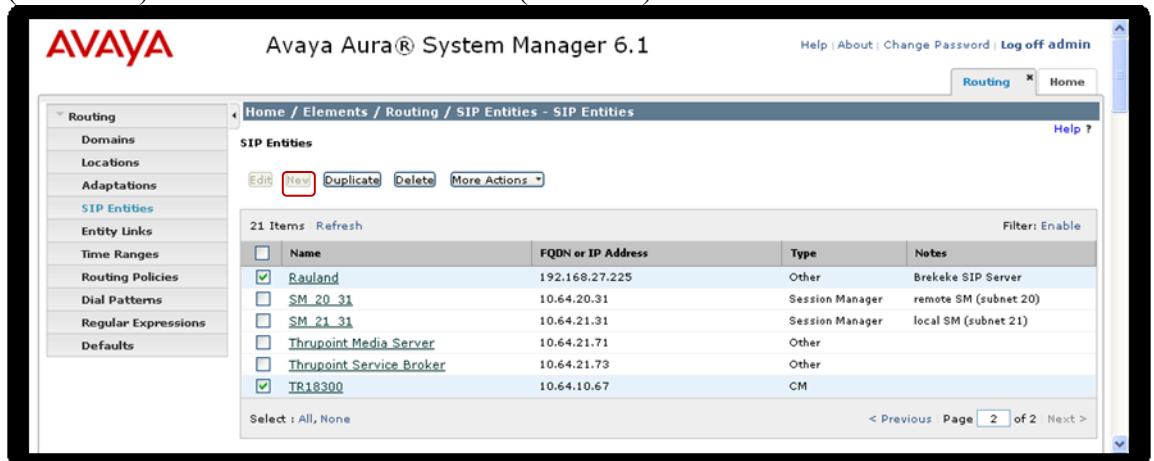 AVAYA
Avaya Aura® System Manager 6.1
Help | About | Change Password | Log off admin
Routing × Home
Routing
Domains
Locations
Adaptations
SIP Entities
Entity Links
Time Ranges
Routing Policies
Dial Patterns
Regular Expressions
Defaults
Home / Elements / Routing / SIP Entities - SIP Entities
Help ?
SIP Entities
Edit New Duplicate Delete More Actions
21 Items Refresh Filter: Enable
Name FQDN or IP Address Type Notes
Rauland 192.168.27.225 Other Brekeke SIP Server
SM_20_31 10.64.20.31 Session Manager remote SM (subnet 20)
SM_21_31 10.64.21.31 Session Manager local SM (subnet 21)
Thrupoint Media Server 10.64.21.71 Other
Thrupoint Service Broker 10.64.21.73 Other
TR18300 10.64.10.67 CM
Select : All, None < Previous Page 2 of 2 Next >